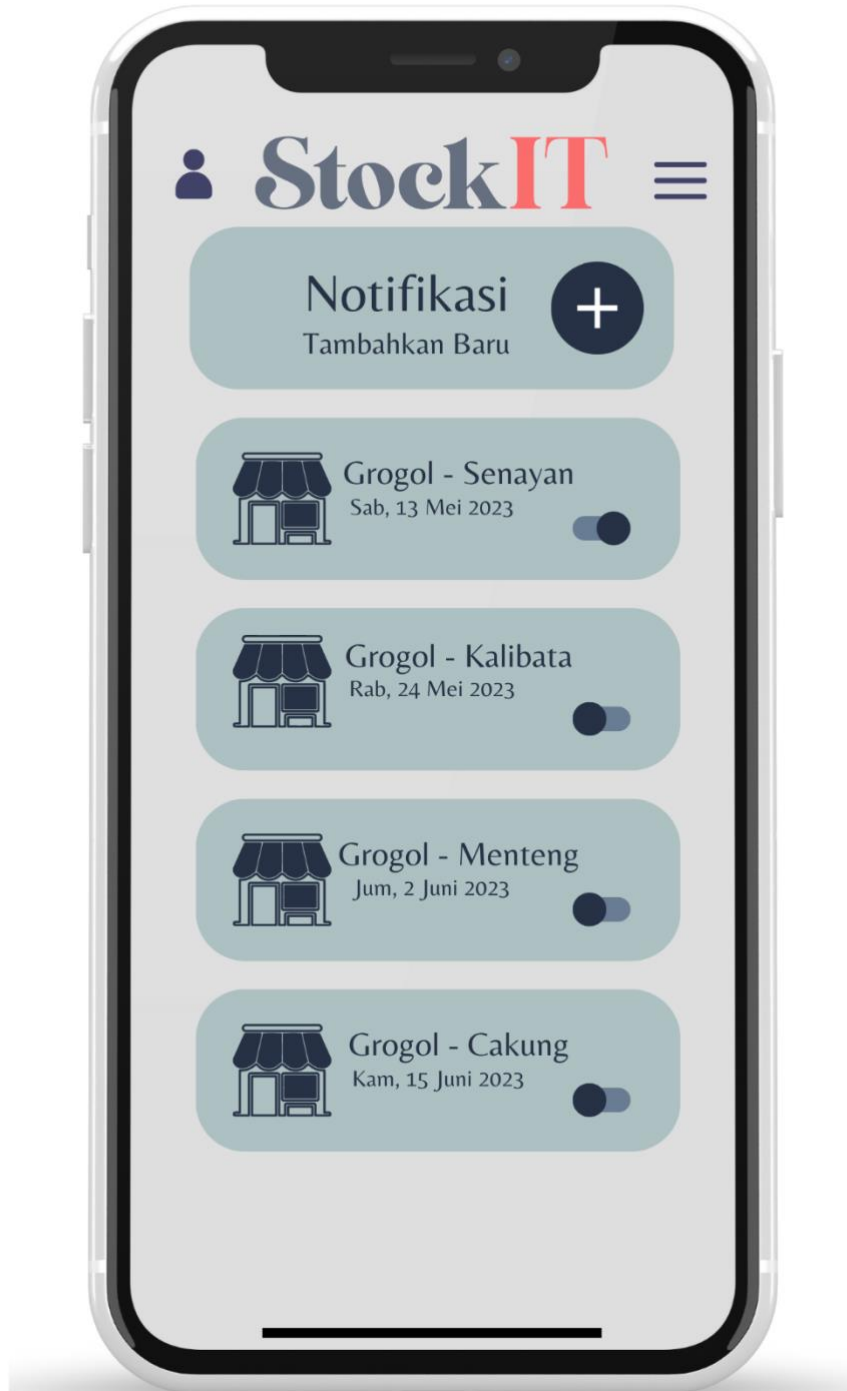 StockIT
Notifikasi
Tambahkan Baru
Grogol - Senayan
Sab, 13 Mei 2023
Grogol - Kalibata
Rab, 24 Mei 2023
Grogol - Menteng
Jum, 2 Juni 2023
Grogol - Cakung
Kam, 15 Juni 2023